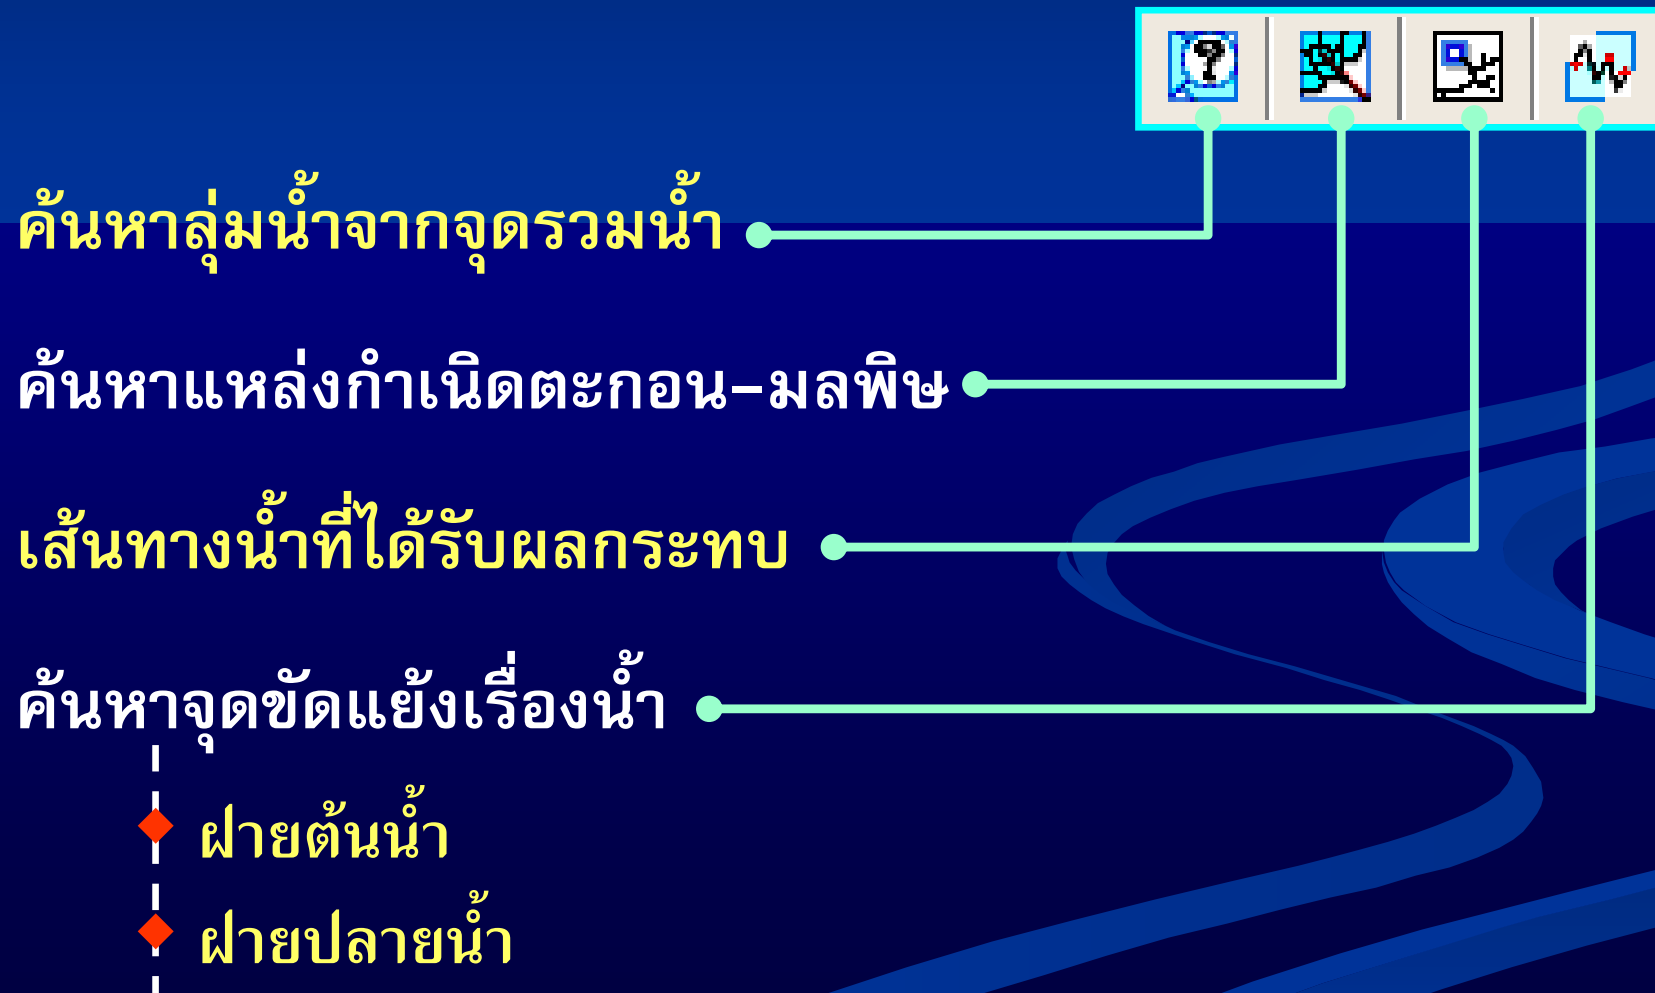 ค้นหาลุ่มน้ำจากจุดรวมน้ำ
ค้นหาแหล่งกำเนิดตะกอน-มลพิษ
เส้นทางน้ำที่ได้รับผลกระทบ
ค้นหาจุดขัดแย้งเรื่องน้ำ
ฝายต้นน้ำ
ฝายปลายน้ำ